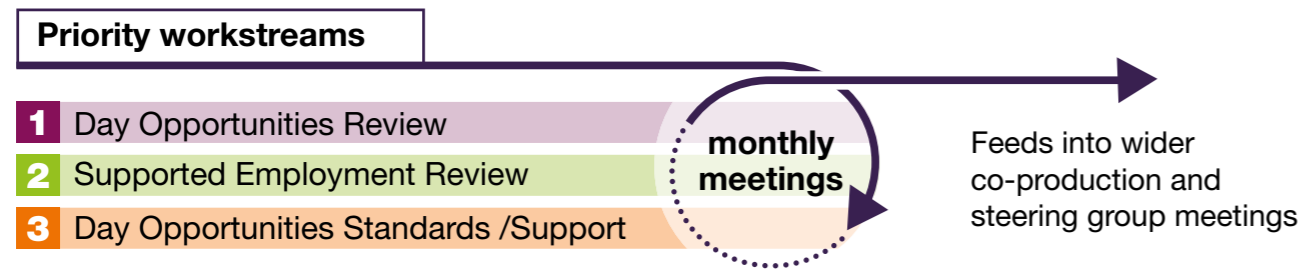 Priority workstreams
1 Day Opportunities Review
2 Supported Employment Review
3 Day Opportunities Standards /Support
monthly
meetings
Feeds into wider
co-production and
steering group meetings